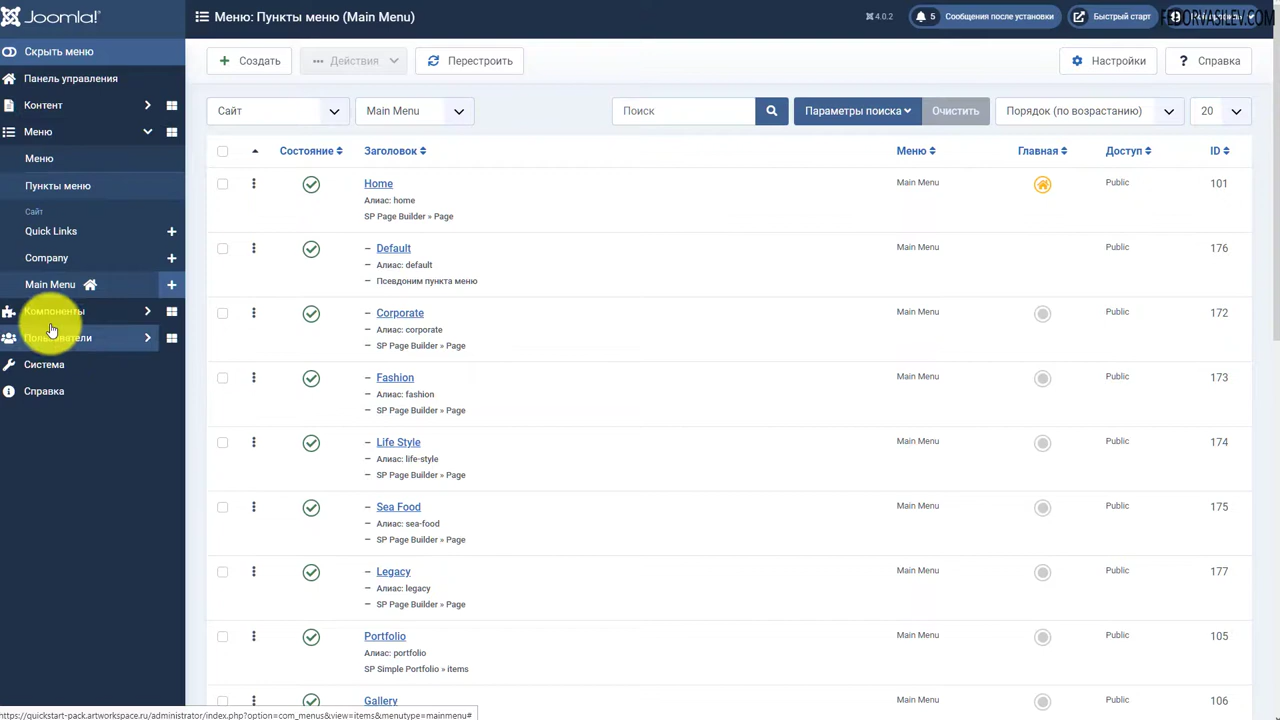 Joomla!®
Меню: Пункты меню (Main Menu)
4.0.2
5 Сообщения после установки
Быстрый старт
FEDORVASILEV.COM
Скрыть меню
Панель управления
Контент
Меню
Меню
Пункты меню
Сайт
Quick Links
Company
Main Menu
Компоненты
Пользователи
Система
Справка
Создать
Действия
Перестроить
Настройки
? Справка
Сайт
Main Menu
Поиск
Параметры поиска
Очистить
Порядок (по возрастанию)
20
Состояние Заголовок Меню Главная Доступ ID
Home Main Menu Public 101
Алиас: home
SP Page Builder » Page
– Default Main Menu Public 176
– Алиас: default
– Псевдоним пункта меню
– Corporate Main Menu Public 172
– Алиас: corporate
– SP Page Builder » Page
– Fashion Main Menu Public 173
– Алиас: fashion
– SP Page Builder » Page
– Life Style Main Menu Public 174
– Алиас: life-style
– SP Page Builder » Page
– Sea Food Main Menu Public 175
– Алиас: sea-food
– SP Page Builder » Page
– Legacy Main Menu Public 177
– Алиас: legacy
– SP Page Builder » Page
Portfolio Main Menu Public 105
Алиас: portfolio
SP Simple Portfolio » items
Gallery Main Menu Public 106
https://quickstart-pack.artworkspace.ru/administrator/index.php?option=com_menus&view=items&menutype=mainmenu#